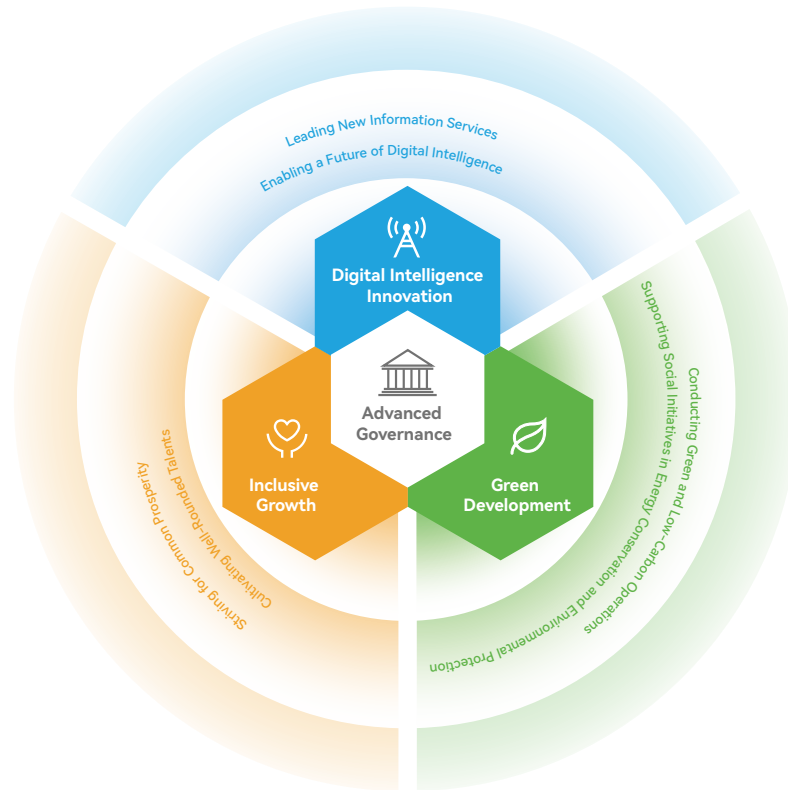 Leading New Information Services
Enabling a Future of Digital Intelligence
Digital Intelligence
Innovation
Advanced
Governance
Inclusive
Growth
Green
Development
Supporting Social Initiatives in Energy Conservation and Environmental Protection
Conducting Green and Low-Carbon Operations
Cultivating Well-Rounded Talents
Striving for Common Prosperity